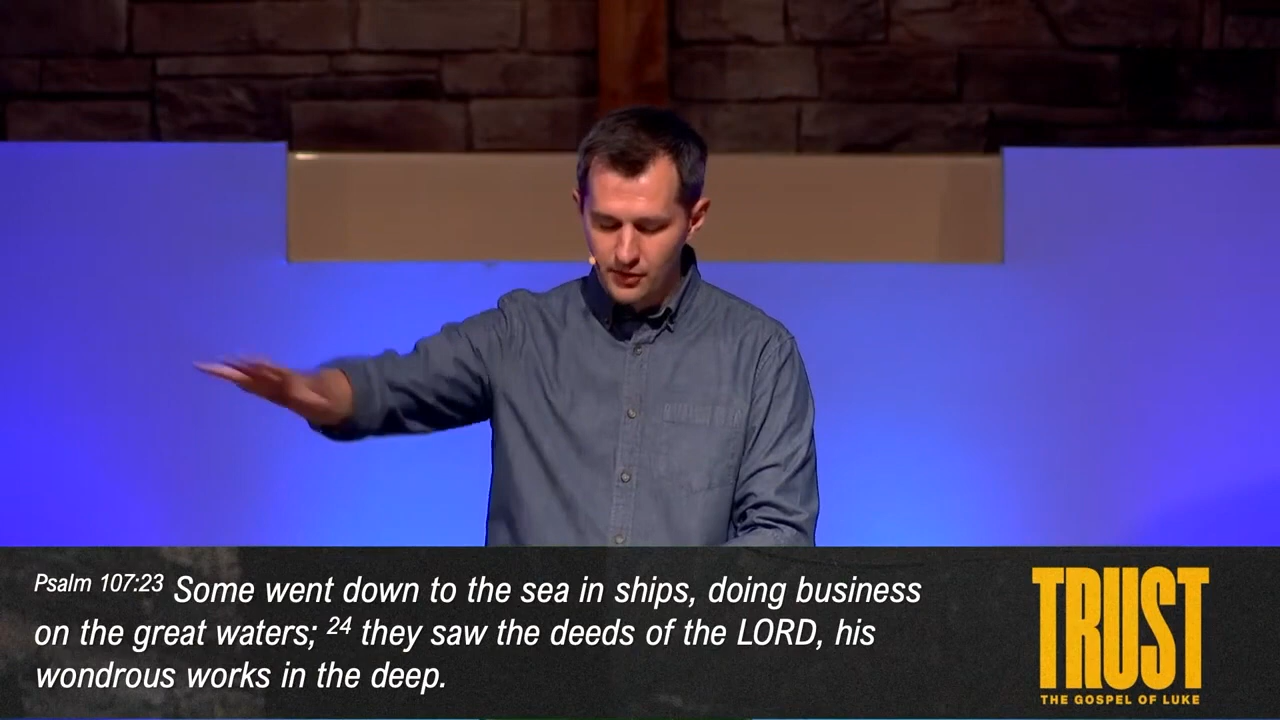 Psalm 107:23 Some went down to the sea in ships, doing business
on the great waters; 24 they saw the deeds of the LORD, his
wondrous works in the deep.
TRUST
THE GOSPEL OF LUKE